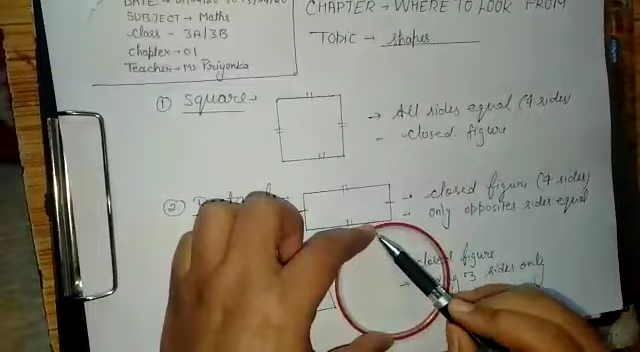 SUBJECT → Maths
Class - 3A/3B
Chapter → 01
Teacher → Ms Priyanka
CHAPTER → WHERE TO LOOK FROM
TOPIC → shapes
① square →
→ All sides equal (4 sides)
- closed figure
②
→ closed figure (4 sides)
- only opposites sides equal
closed figure
3 sides only